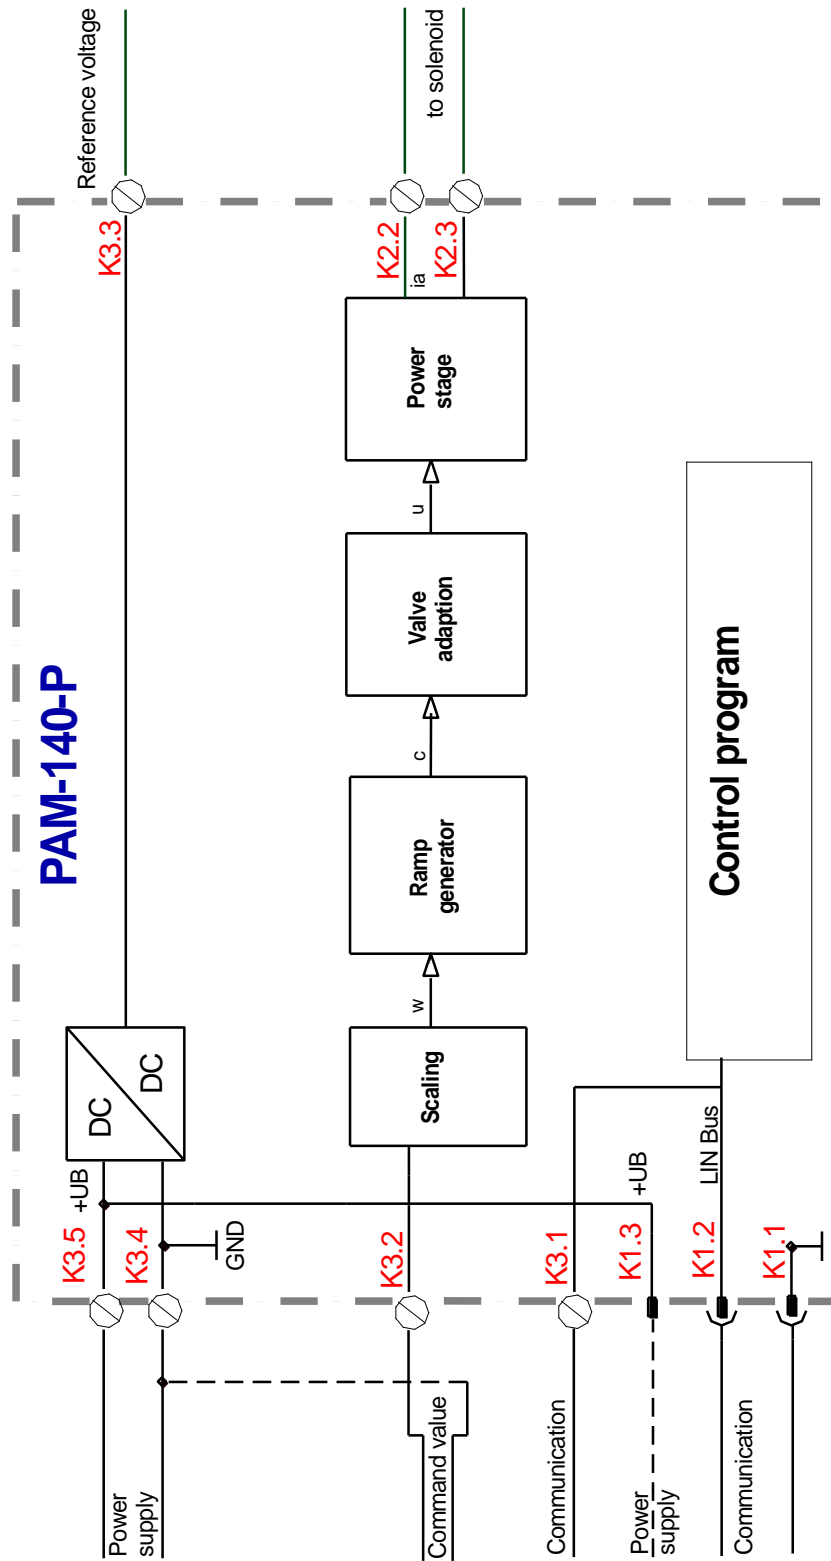 PAM-140-P
Power
supply
K3.5
+UB
K3.4
GND
DC
DC
K3.3
Reference voltage
Command value
K3.2
Scaling
w
Ramp
generator
c
Valve
adaption
u
Power
stage
ia
K2.2
K2.3
to solenoid
Communication
K3.1
Power
supply
K1.3
+UB
Communication
K1.2
LIN Bus
K1.1
Control program